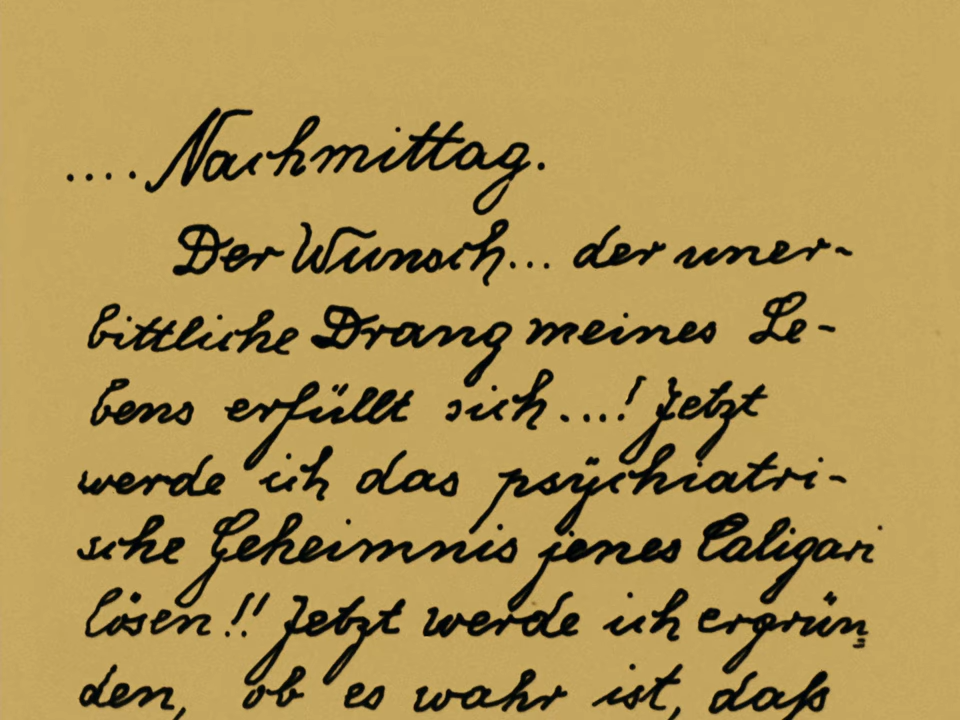 .... Nachmittag.
Der Wunsch... der uner-
bittliche Drang meines Le-
bens erfüllt sich...! Jetzt
werde ich das psÿchiatri-
sche Geheimnis jenes Caligari
lösen!! Jetzt werde ich ergrün=
den, ob es wahr ist, daß